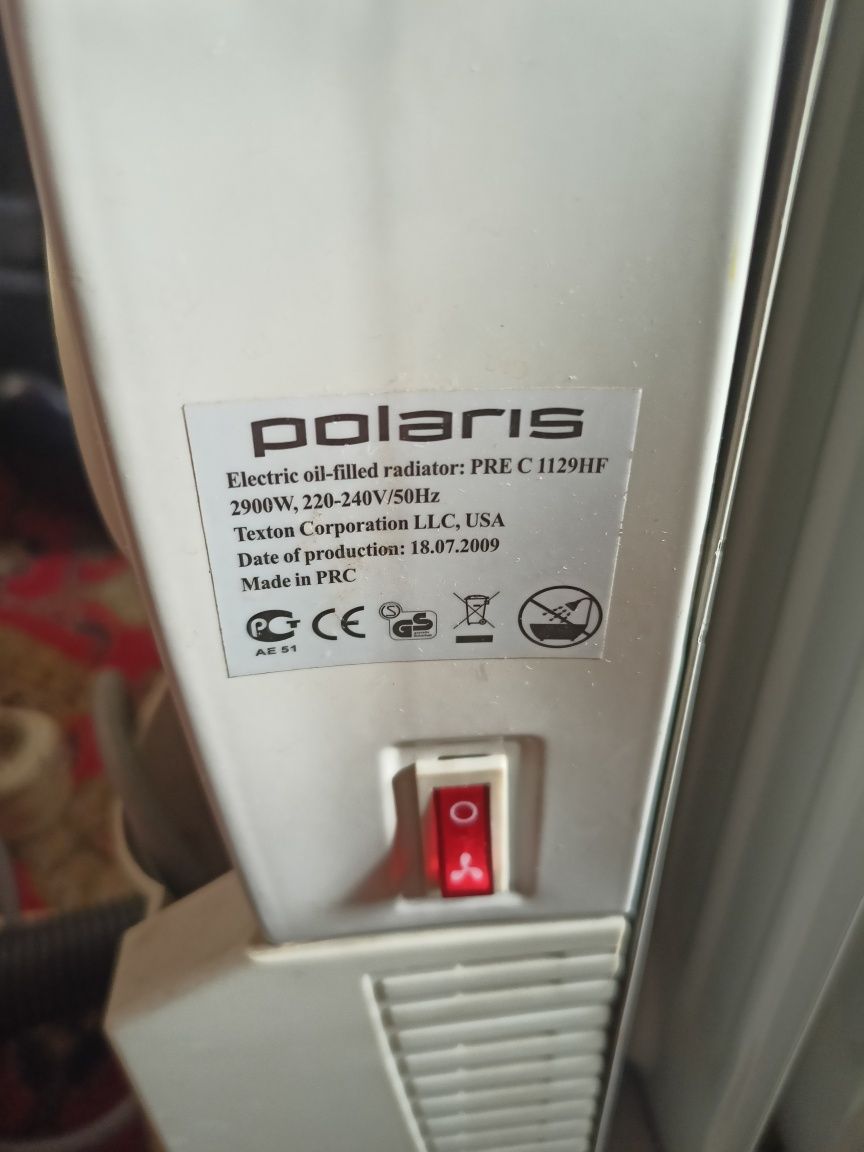 polaris
Electric oil-filled radiator: PRE C 1129HF
2900W, 220-240V/50Hz
Texton Corporation LLC, USA
Date of production: 18.07.2009
Made in PRC
РСТ CE S GS
AE 51